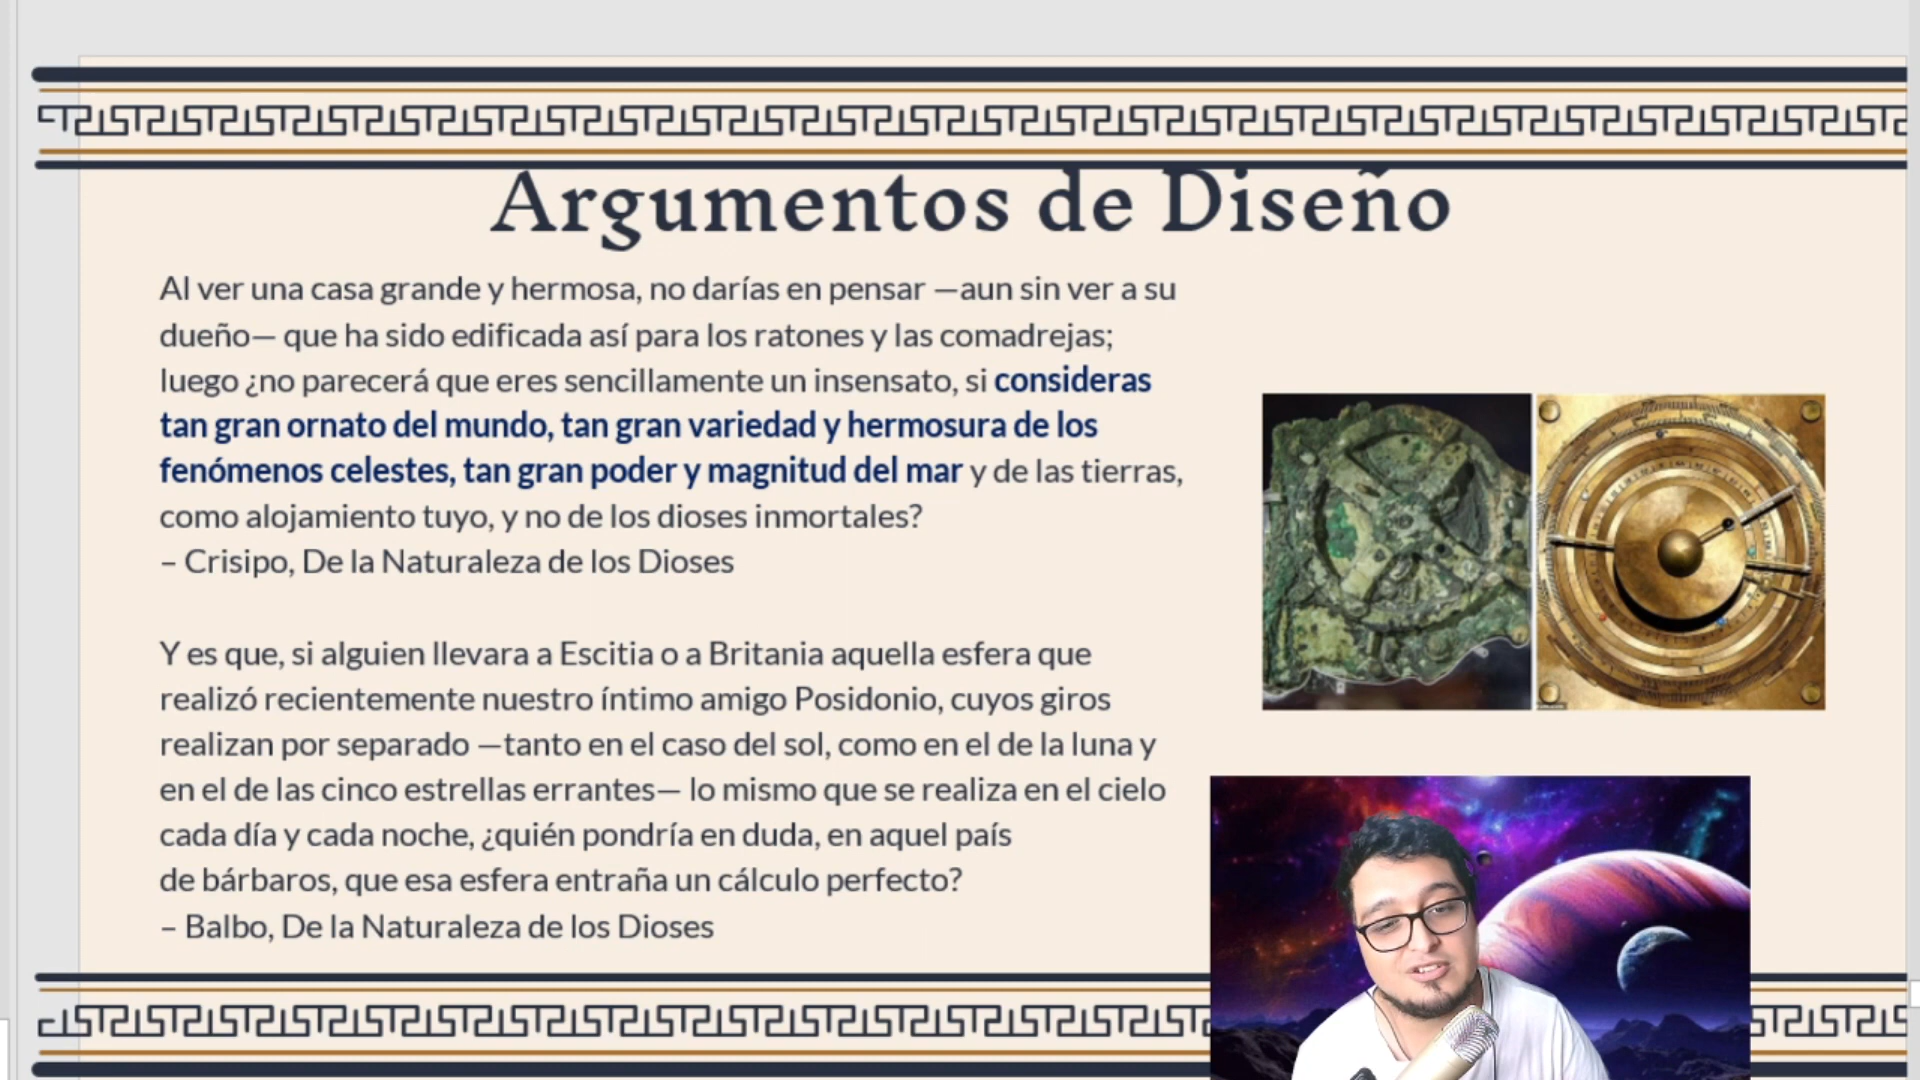 Argumentos de Diseño
Al ver una casa grande y hermosa, no darías en pensar —aun sin ver a su
dueño— que ha sido edificada así para los ratones y las comadrejas;
luego ¿no parecerá que eres sencillamente un insensato, si consideras
tan gran ornato del mundo, tan gran variedad y hermosura de los
fenómenos celestes, tan gran poder y magnitud del mar y de las tierras,
como alojamiento tuyo, y no de los dioses inmortales?
– Crisipo, De la Naturaleza de los Dioses
Y es que, si alguien llevara a Escitia o a Britania aquella esfera que
realizó recientemente nuestro íntimo amigo Posidonio, cuyos giros
realizan por separado —tanto en el caso del sol, como en el de la luna y
en el de las cinco estrellas errantes— lo mismo que se realiza en el cielo
cada día y cada noche, ¿quién pondría en duda, en aquel país
de bárbaros, que esa esfera entraña un cálculo perfecto?
– Balbo, De la Naturaleza de los Dioses